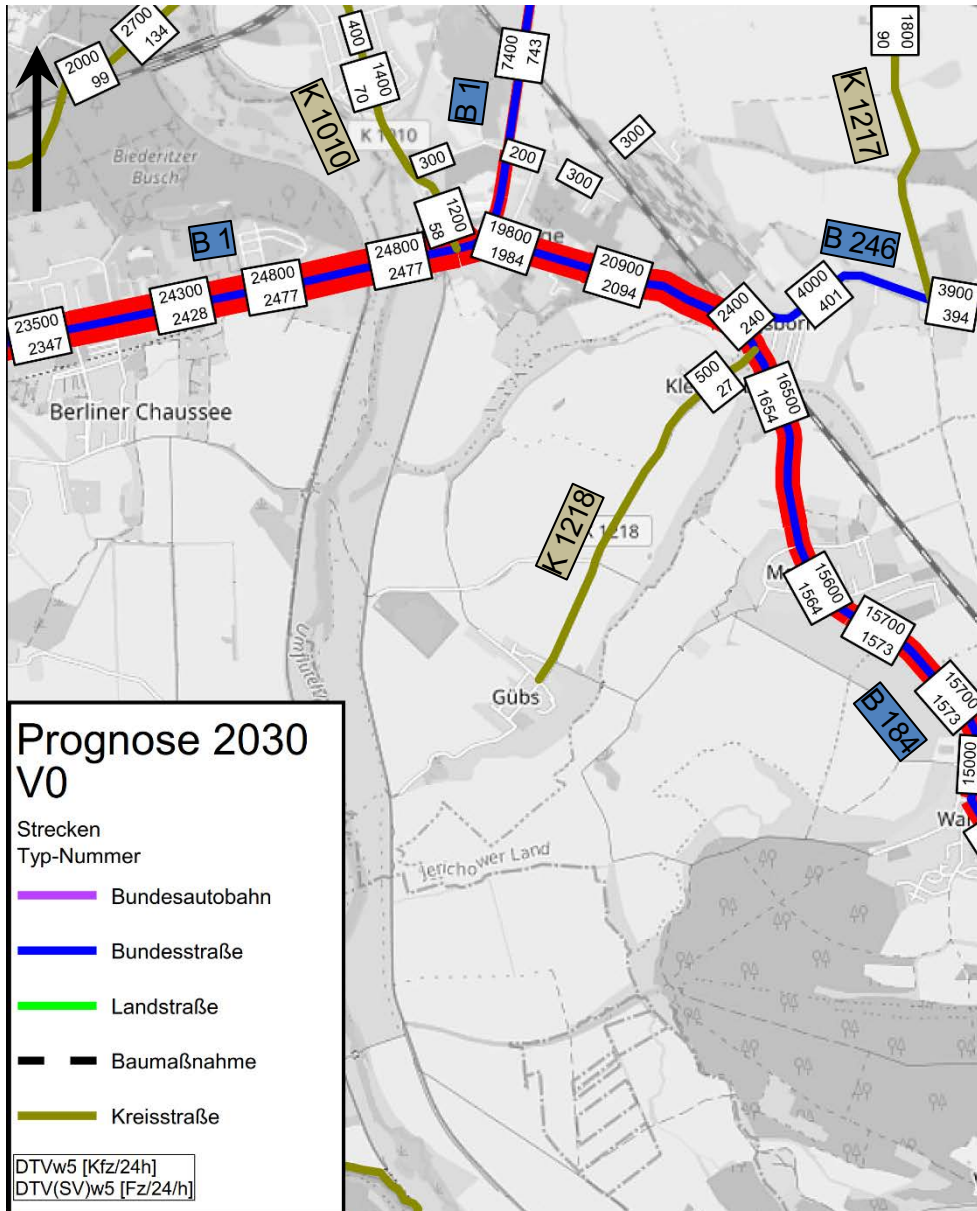 2700
134
2000
99
400
1400
70
K 1010
K 1010
B 1
7400
743
1800
90
K 1217
Biederitzer
Busch
300
200
300
300
1200
58
B 1
B 246
24800
2477
19800
1984
20900
2094
4000
401
3900
394
24800
2477
24300
2428
23500
2347
2400
240
500
27
16500
1654
Berliner Chaussee
K 1218
K 1218
15600
1564
15700
1573
15700
1573
B 184
15000
Gübs
Jerichower Land
Prognose 2030
V0
Strecken
Typ-Nummer
Bundesautobahn
Bundesstraße
Landstraße
Baumaßnahme
Kreisstraße
DTVw5 [Kfz/24h]
DTV(SV)w5 [Fz/24/h]